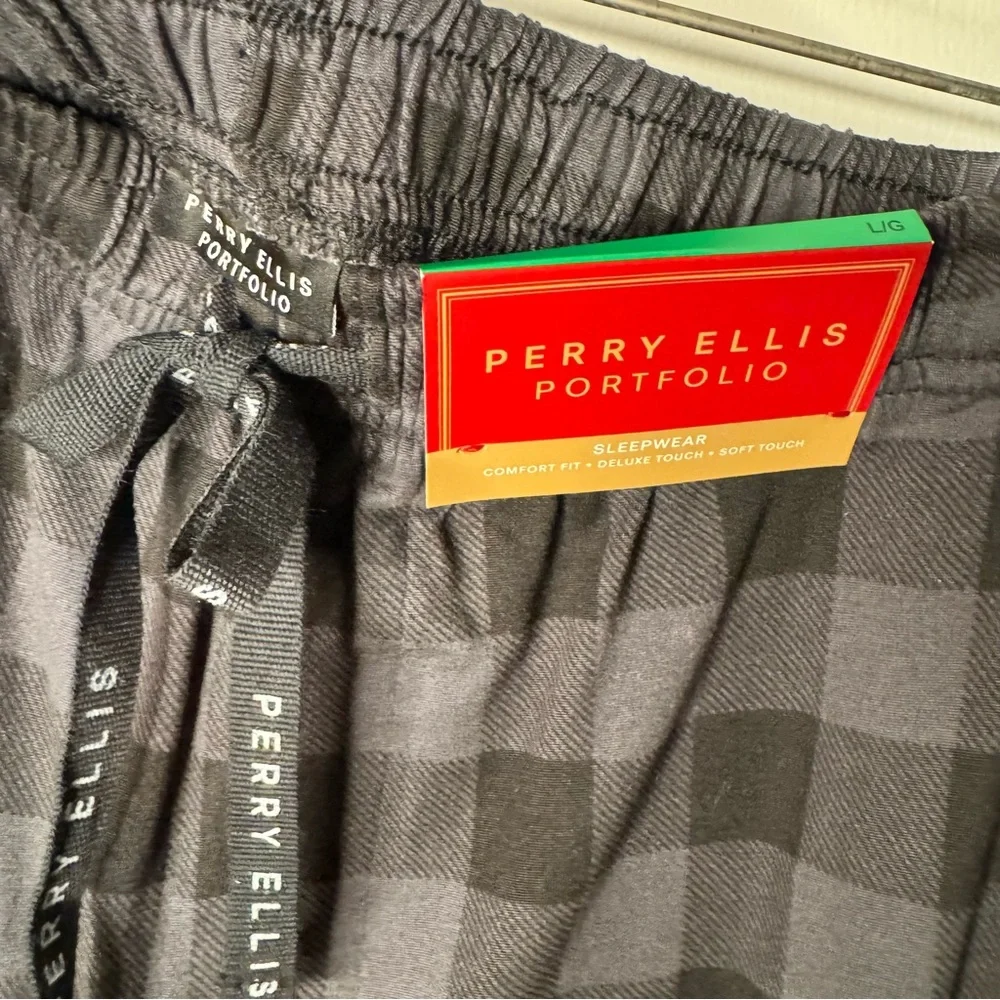 PERRY ELLIS
PORTFOLIO
L/G
PERRY ELLIS
PORTFOLIO
SLEEPWEAR
COMFORT FIT • DELUXE TOUCH • SOFT TOUCH
S
PERRY ELLIS
PERRY ELLIS